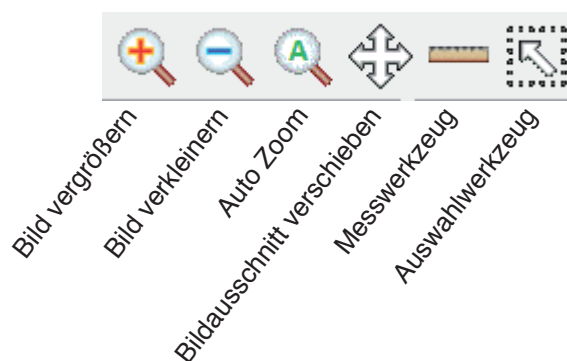 A
Bild vergrößern
Bild verkleinern
Auto Zoom
Bildausschnitt verschieben
Messwerkzeug
Auswahlwerkzeug